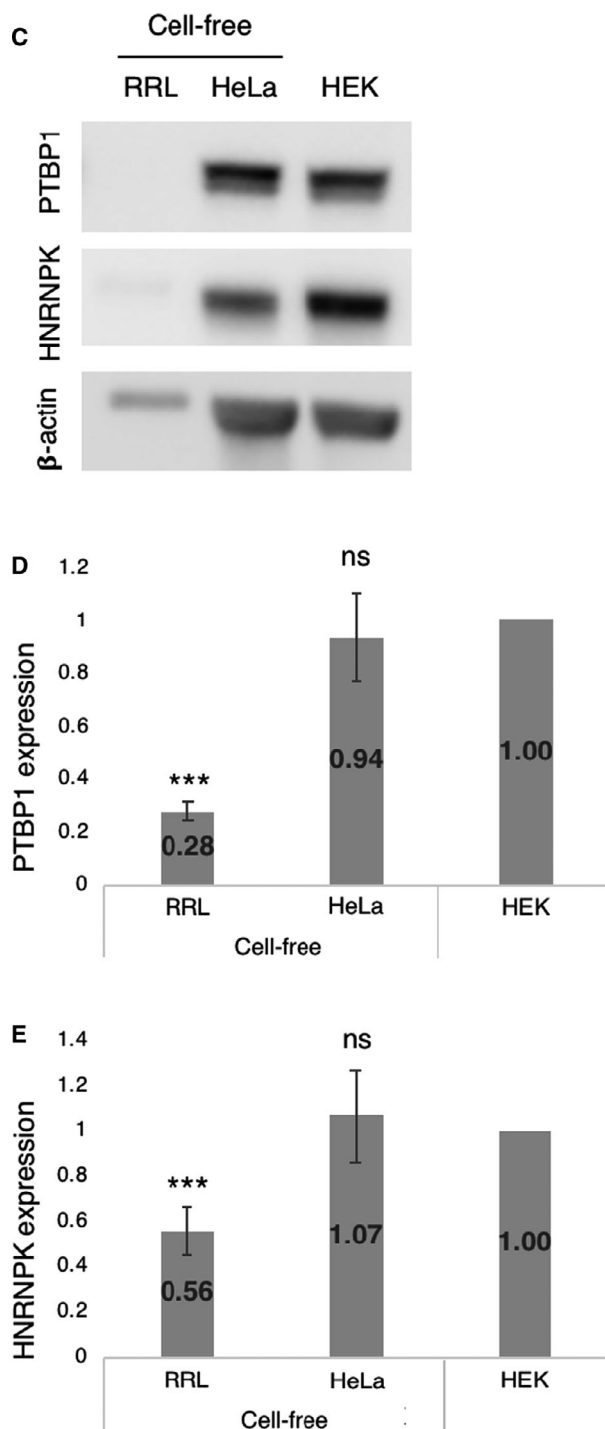 C
Cell-free
RRL HeLa HEK
PTBP1
HNRNPK
β-actin
D
PTBP1 expression
1.2
1
0.8
0.6
0.4
0.2
0
***
ns
0.28
0.94
1.00
RRL HeLa HEK
Cell-free
E
HNRNPK expression
1.4
1.2
1
0.8
0.6
0.4
0.2
0
***
ns
0.56
1.07
1.00
RRL HeLa HEK
Cell-free